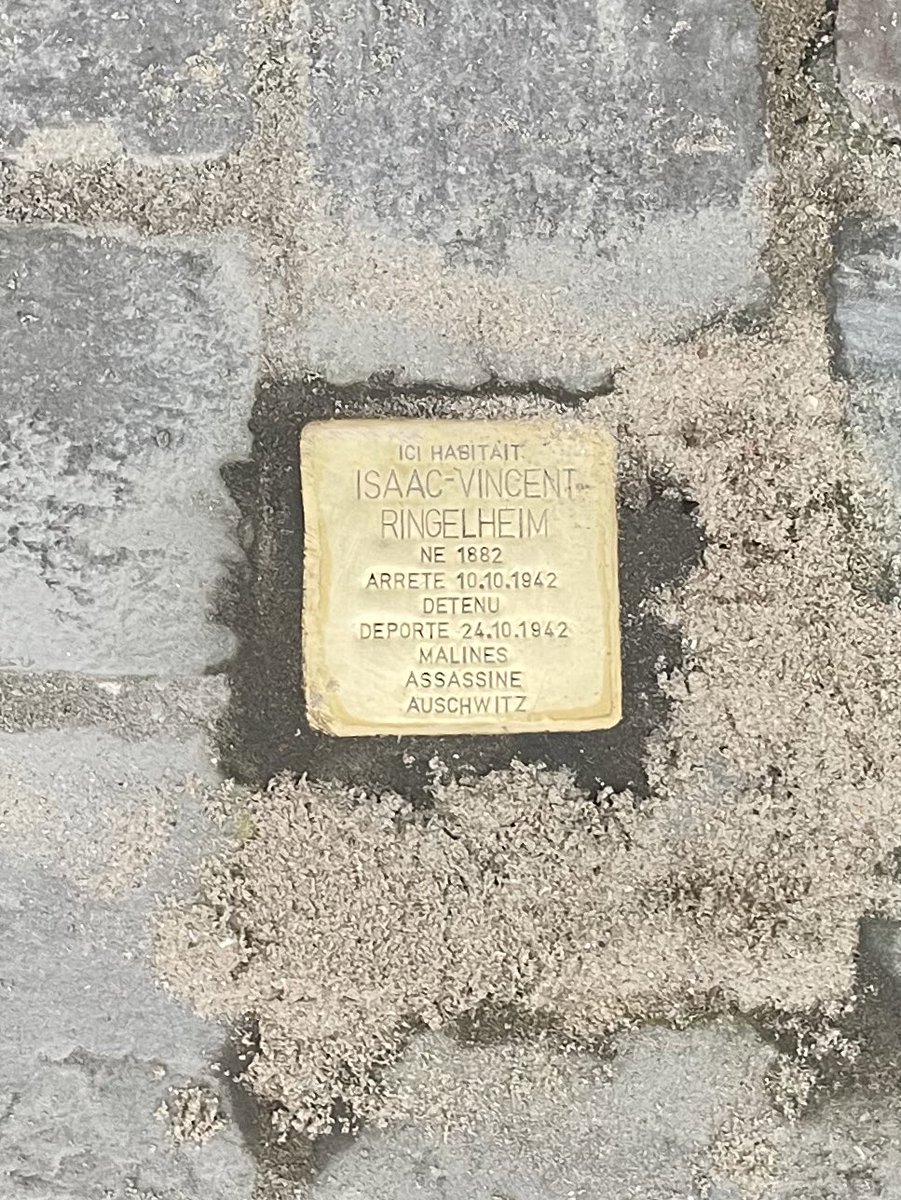 ICI HABITAIT
ISAAC-VINCENT
RINGELHEIM
NE 1882
ARRETE 10.10.1942
DETENU
DEPORTE 24.10.1942
MALINES
ASSASSINE
AUSCHWITZ